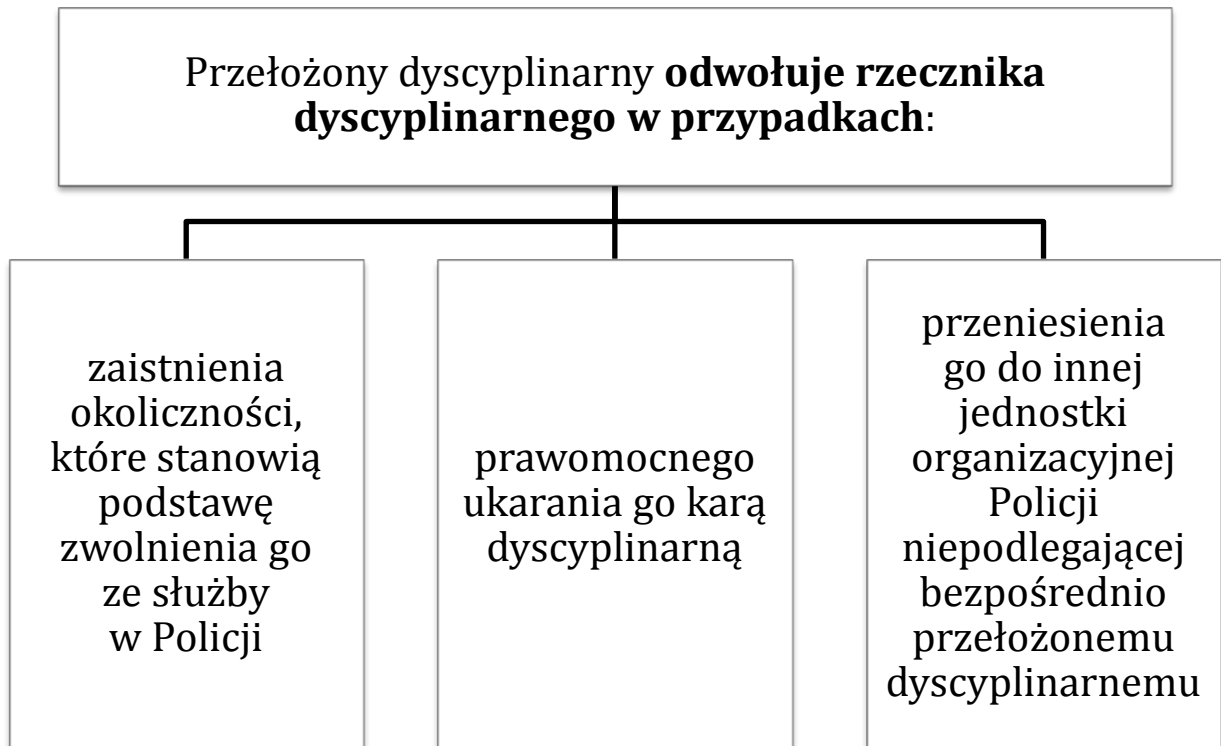 Przełożony dyscyplinarny odwołuje rzecznika
dyscyplinarnego w przypadkach:
zaistnienia
okoliczności,
które stanowią
podstawę
zwolnienia go
ze służby
w Policji
prawomocnego
ukarania go karą
dyscyplinarną
przeniesienia
go do innej
jednostki
organizacyjnej
Policji
niepodlegającej
bezpośrednio
przełożonemu
dyscyplinarnemu